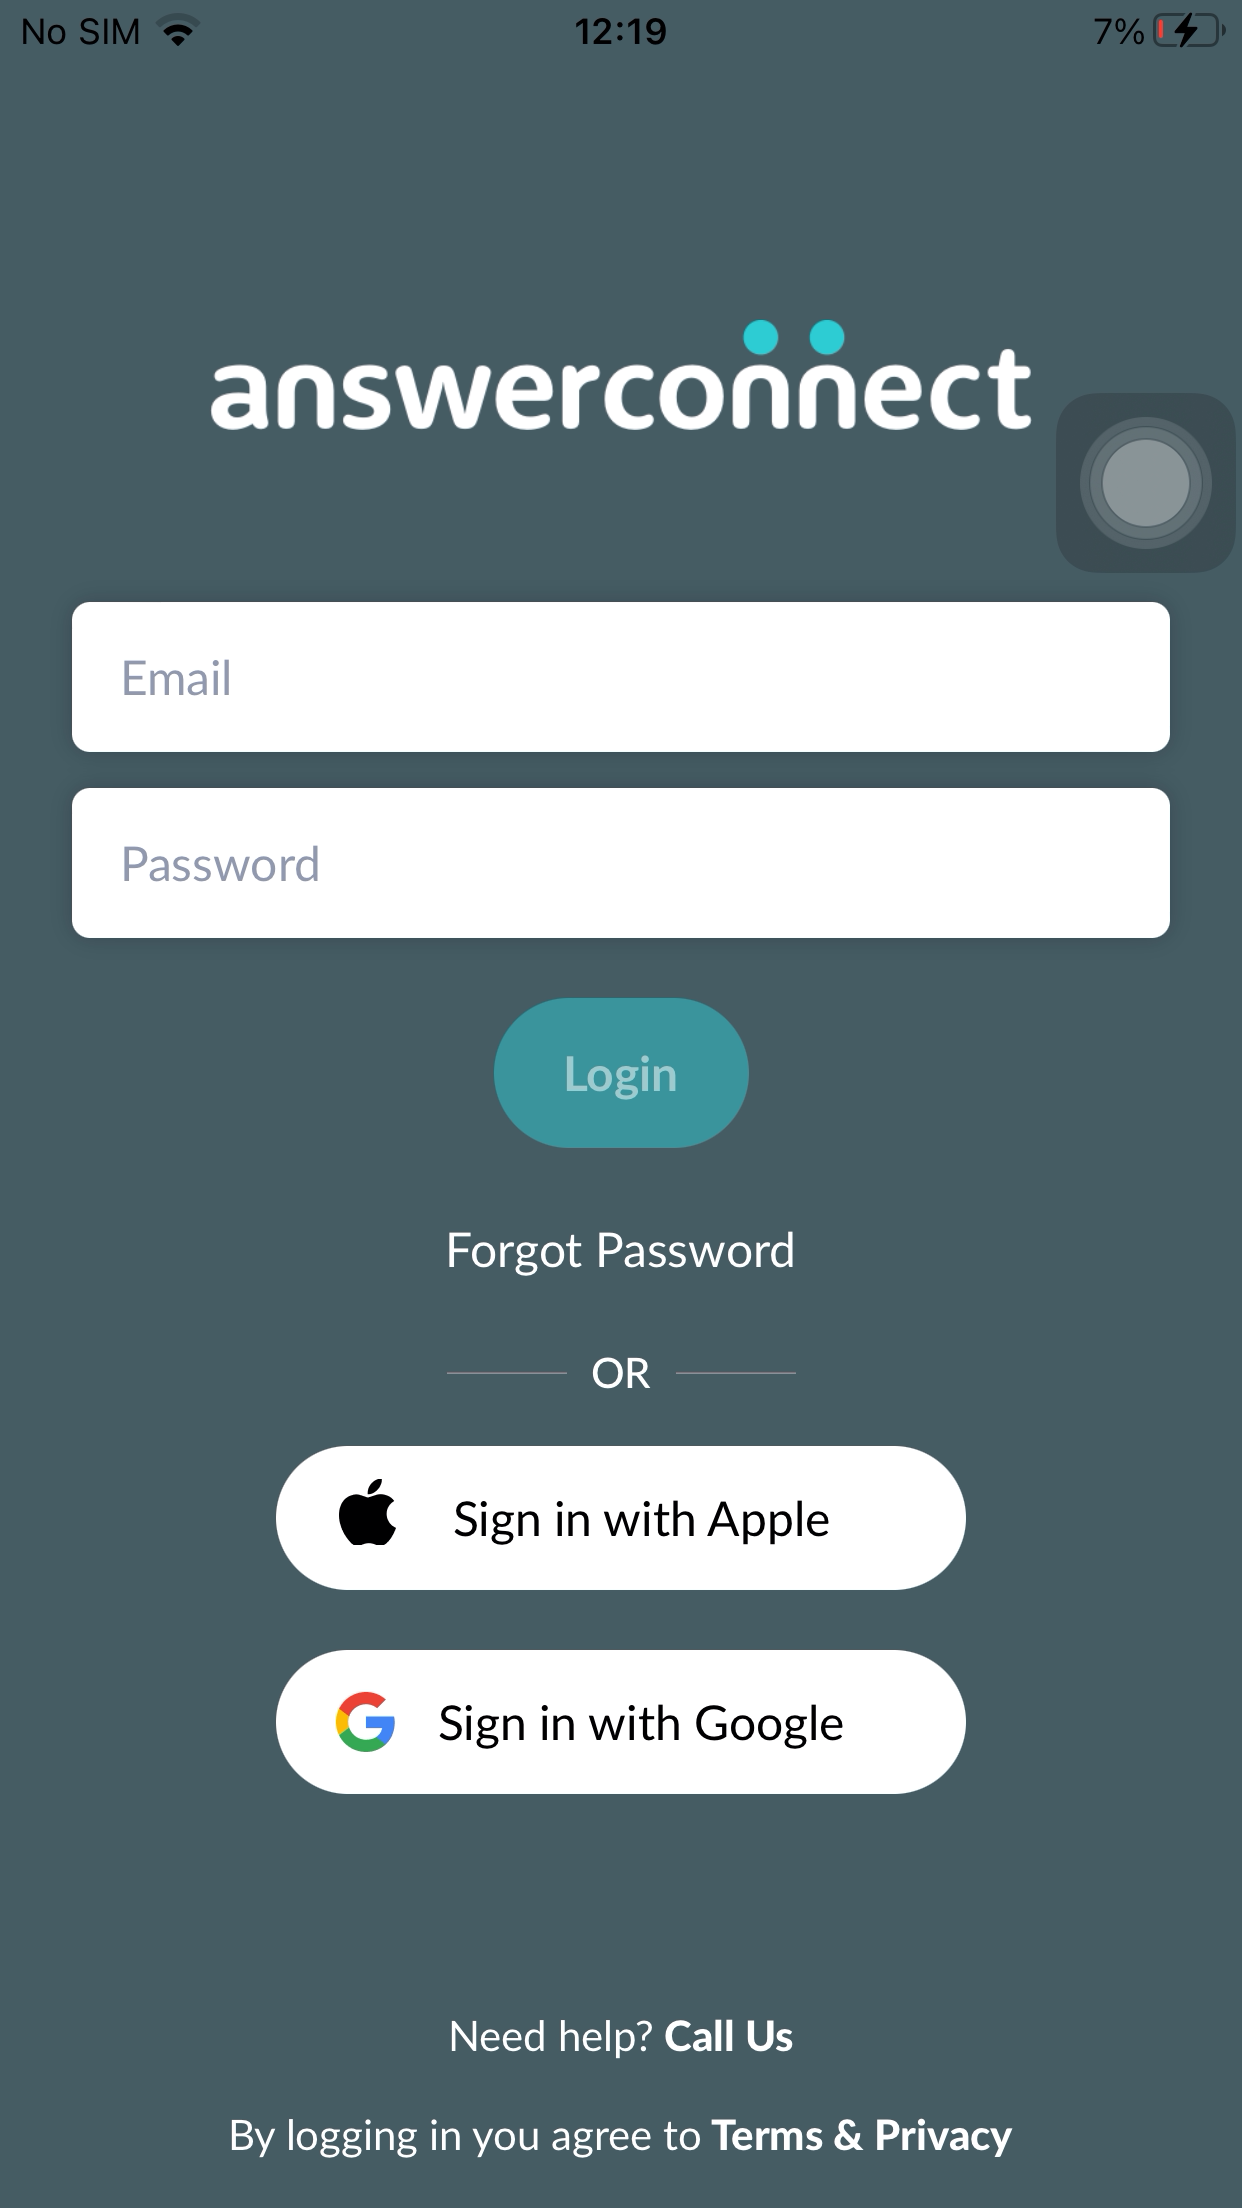 No SIM 12:19 7%
answerconnect
Email
Password
Login
Forgot Password
OR
Sign in with Apple
Sign in with Google
Need help? Call Us
By logging in you agree to Terms & Privacy